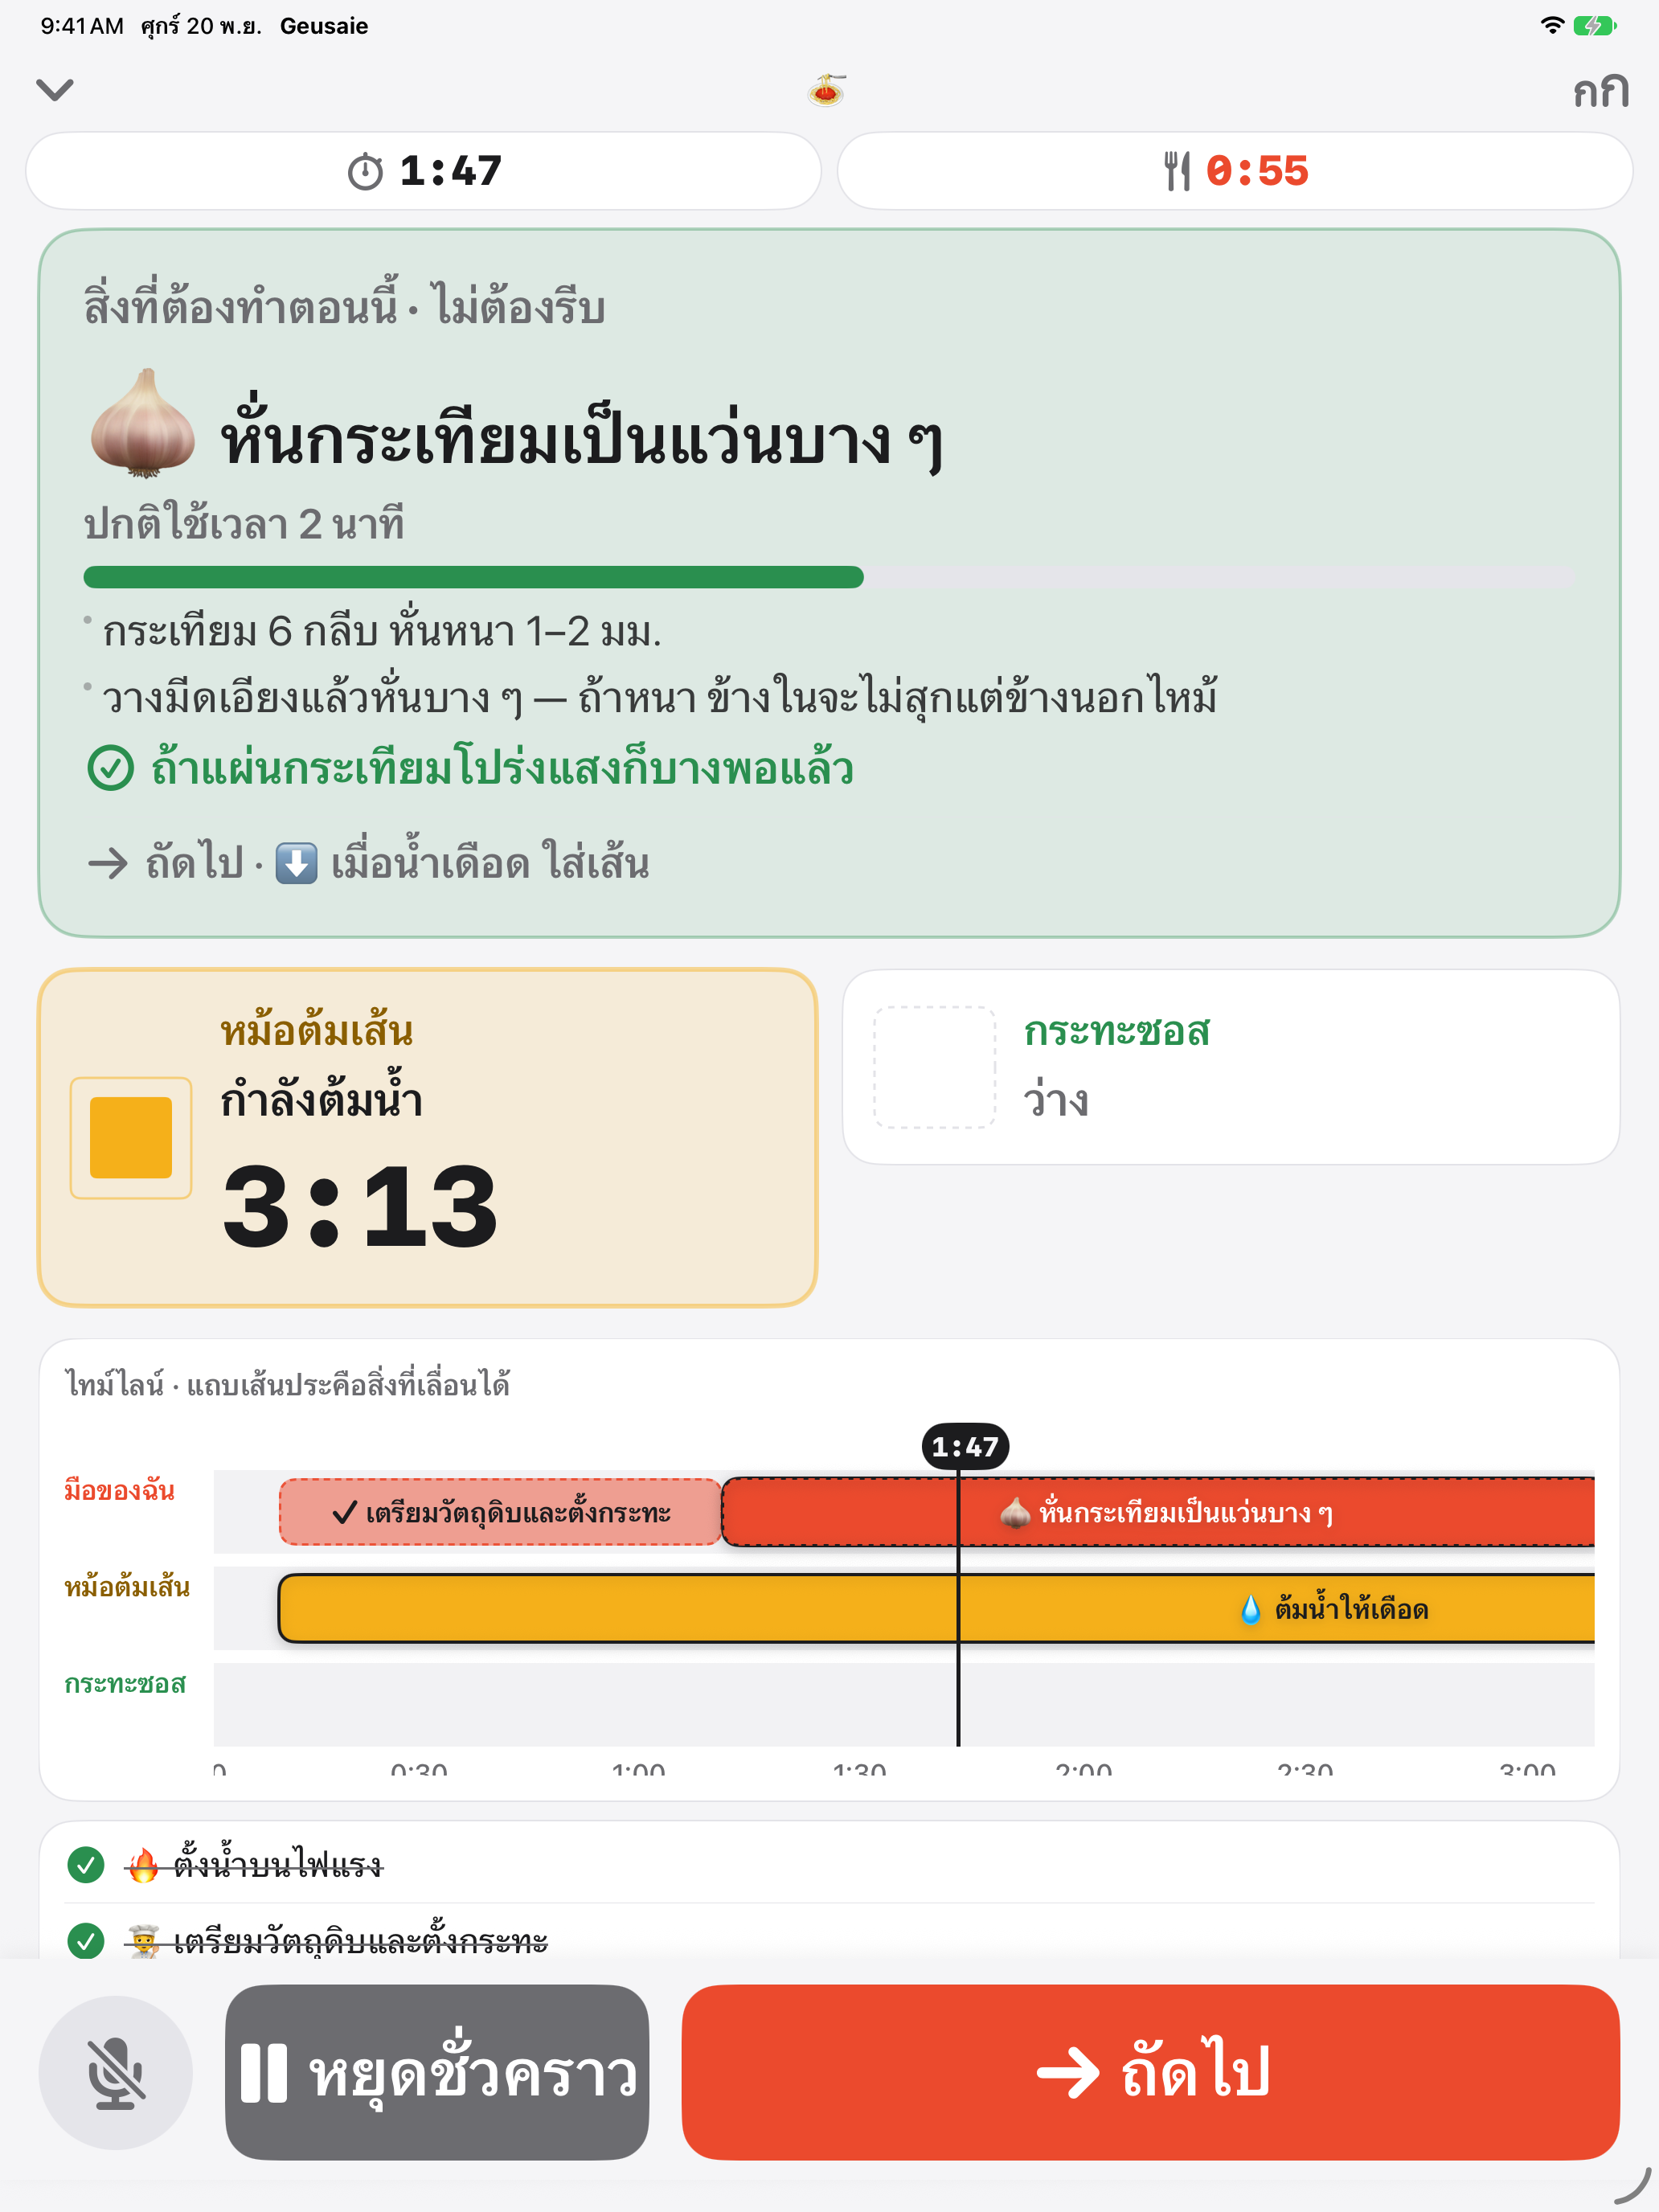 9:41 AM ศุกร์ 20 พ.ย. Geusaie
กก
1:47
0:55
สิ่งที่ต้องทำตอนนี้ · ไม่ต้องรีบ
หั่นกระเทียมเป็นแว่นบาง ๆ
ปกติใช้เวลา 2 นาที
กระเทียม 6 กลีบ หั่นหนา 1–2 มม.
วางมีดเอียงแล้วหั่นบาง ๆ — ถ้าหนา ข้างในจะไม่สุกแต่ข้างนอกไหม้
ถ้าแผ่นกระเทียมโปร่งแสงก็บางพอแล้ว
→ ถัดไป · ⬇️ เมื่อน้ำเดือด ใส่เส้น
หม้อต้มเส้น
กำลังต้มน้ำ
3:13
กระทะซอส
ว่าง
ไทม์ไลน์ · แถบเส้นประคือสิ่งที่เลื่อนได้
1:47
มือของฉัน
✓ เตรียมวัตถุดิบและตั้งกระทะ
หั่นกระเทียมเป็นแว่นบาง ๆ
หม้อต้มเส้น
ต้มน้ำให้เดือด
กระทะซอส
0 0:30 1:00 1:30 2:00 2:30 3:00
ตั้งน้ำบนไฟแรง
เตรียมวัตถุดิบและตั้งกระทะ
หยุดชั่วคราว
→ ถัดไป